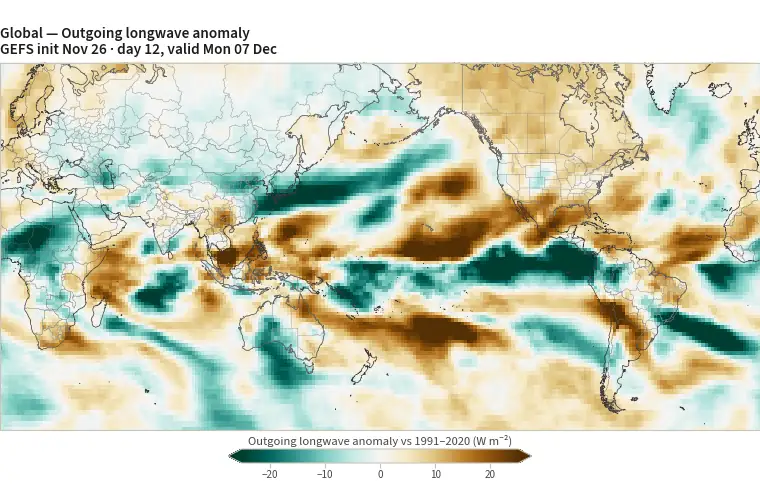 Global — Outgoing longwave anomaly
GEFS init Nov 26 · day 12, valid Mon 07 Dec
Outgoing longwave anomaly vs 1991–2020 (W m⁻²)
−20 −10 0 10 20